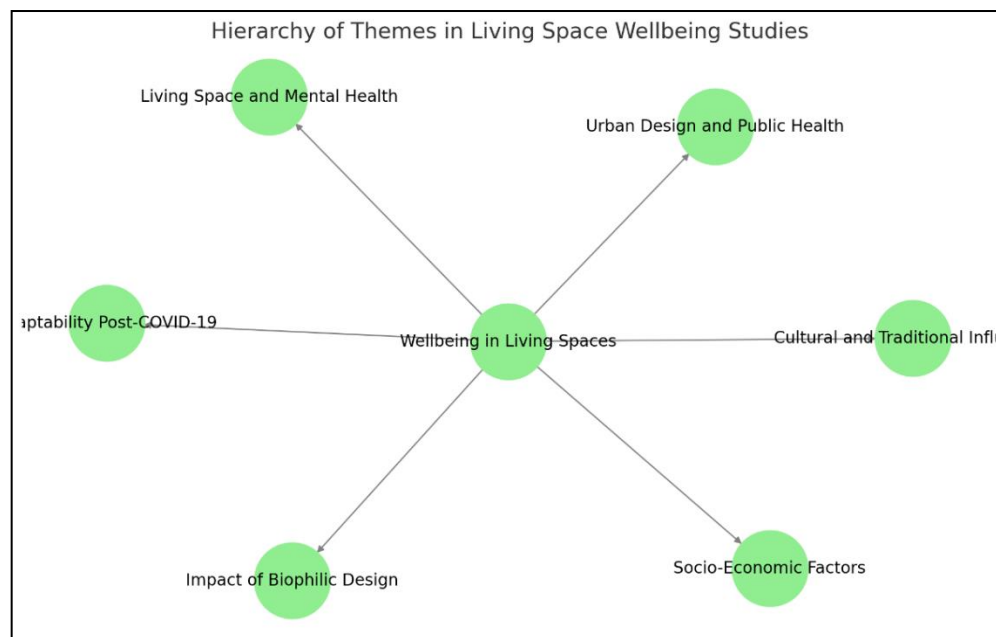 Hierarchy of Themes in Living Space Wellbeing Studies
Living Space and Mental Health
Urban Design and Public Health
aptability Post-COVID-19
Wellbeing in Living Spaces
Cultural and Traditional Influ
Impact of Biophilic Design
Socio-Economic Factors